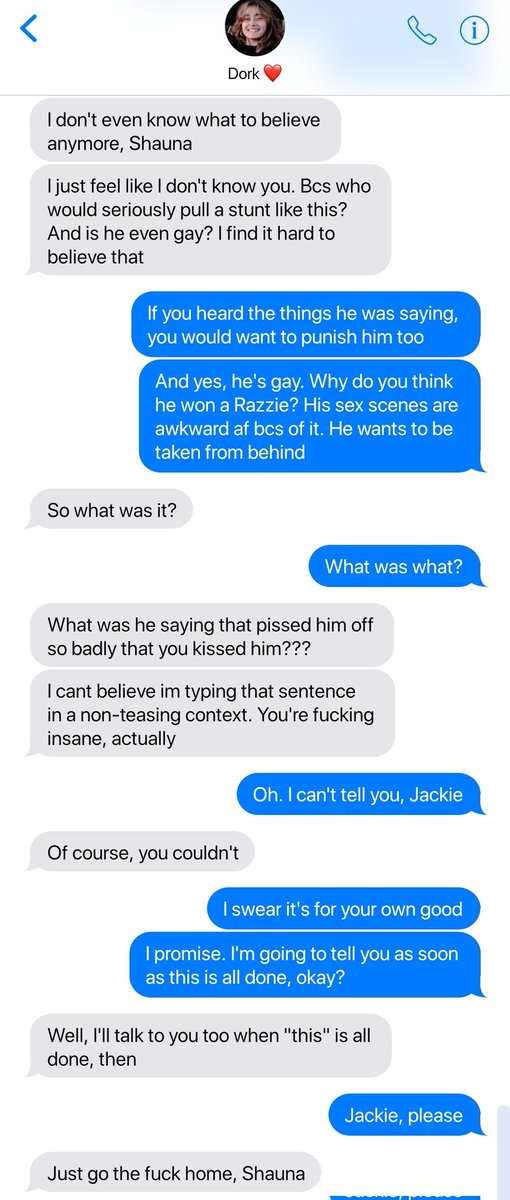 Dork ❤️
I don't even know what to believe
anymore, Shauna
I just feel like I don't know you. Bcs who
would seriously pull a stunt like this?
And is he even gay? I find it hard to
believe that
If you heard the things he was saying,
you would want to punish him too
And yes, he's gay. Why do you think
he won a Razzie? His sex scenes are
awkward af bcs of it. He wants to be
taken from behind
So what was it?
What was what?
What was he saying that pissed him off
so badly that you kissed him???
I cant believe im typing that sentence
in a non-teasing context. You're fucking
insane, actually
Oh. I can't tell you, Jackie
Of course, you couldn't
I swear it's for your own good
I promise. I'm going to tell you as soon
as this is all done, okay?
Well, I'll talk to you too when "this" is all
done, then
Jackie, please
Just go the fuck home, Shauna